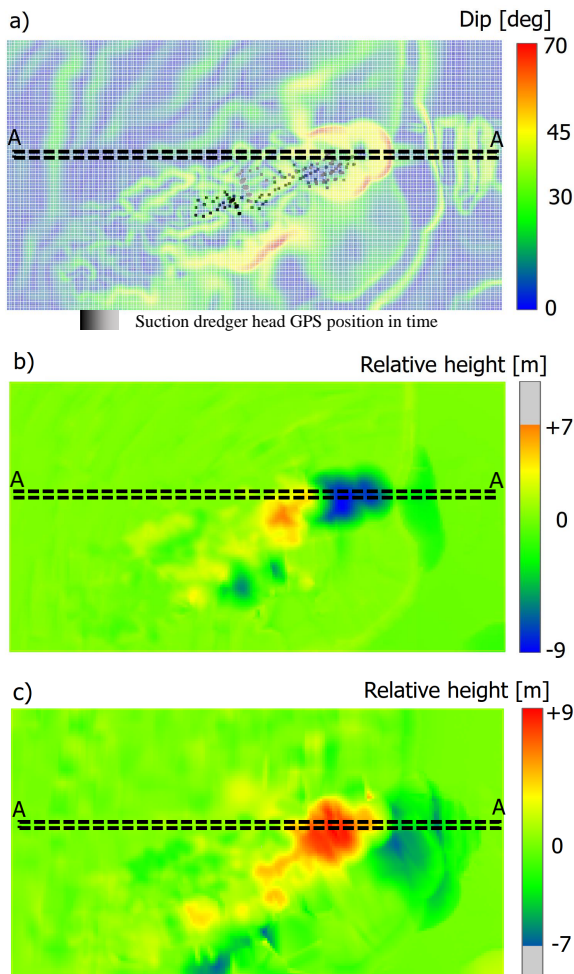 a)
Dip [deg]
70
A
A
45
30
0
Suction dredger head GPS position in time
b)
Relative height [m]
+7
A
A
0
-9
c)
Relative height [m]
+9
A
A
0
-7